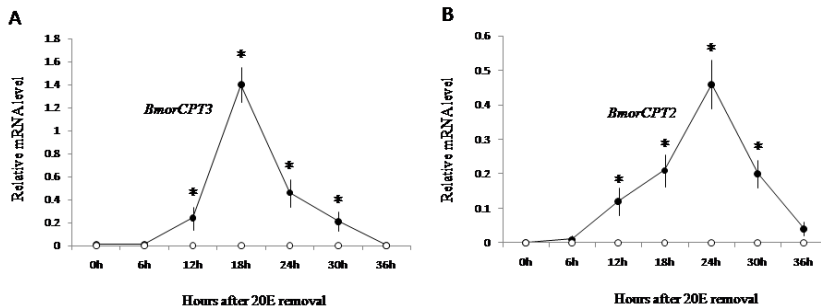 A
Relative mRNA level
1.8
1.6
1.4
1.2
1
0.8
0.6
0.4
0.2
0
BmorCPT3
*
*
*
*
0h 6h 12h 18h 24h 30h 36h
Hours after 20E removal
B
Relative mRNA level
0.6
0.5
0.4
0.3
0.2
0.1
0
BmorCPT2
*
*
*
*
0h 6h 12h 18h 24h 30h 36h
Hours after 20E removal